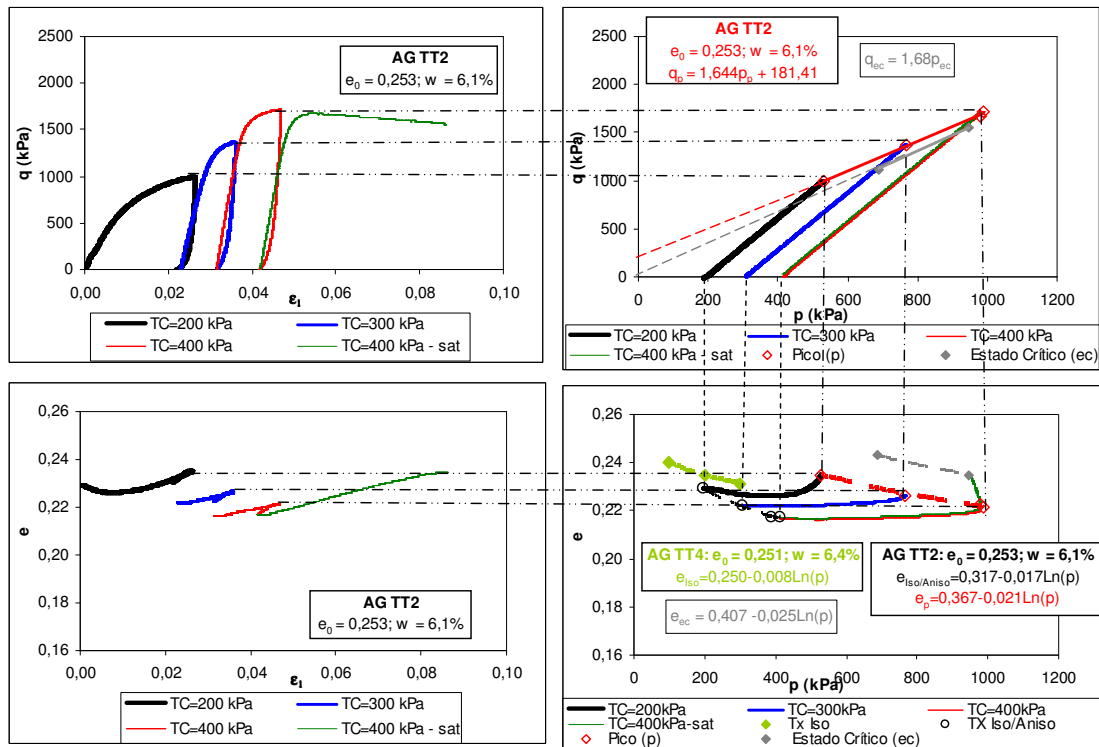 AG TT2
e0 = 0,253; w = 6,1%
q (kPa)
2500
2000
1500
1000
500
0
0,00 0,02 0,04 0,06 0,08 0,10
ε1
TC=200 kPa TC=300 kPa
TC=400 kPa TC=400 kPa - sat
AG TT2
e0 = 0,253; w = 6,1%
qp = 1,644pp + 181,41
qec = 1,68pec
q (kPa)
2500
2000
1500
1000
500
0
0 200 400 600 800 1000 1200
p (kPa)
TC=200 kPa TC=300 kPa TC=400 kPa
TC=400 kPa - sat Pico (p) Estado Crítico (ec)
e
0,26
0,24
0,22
0,20
0,18
0,16
AG TT2
e0 = 0,253; w = 6,1%
0,00 0,02 0,04 0,06 0,08 0,10
ε1
TC=200 kPa TC=300 kPa
TC=400 kPa TC=400 kPa - sat
e
0,26
0,24
0,22
0,20
0,18
0,16
AG TT4: e0 = 0,251; w = 6,4%
eIso=0,250-0,008Ln(p)
AG TT2: e0 = 0,253; w = 6,1%
eIso/Aniso=0,317-0,017Ln(p)
ep=0,367-0,021Ln(p)
eec = 0,407 -0,025Ln(p)
0 200 400 600 800 1000 1200
p (kPa)
TC=200kPa TC=300kPa TC=400kPa
TC=400kPa-sat Tx Iso TX Iso/Aniso
Pico (p) Estado Crítico (ec)